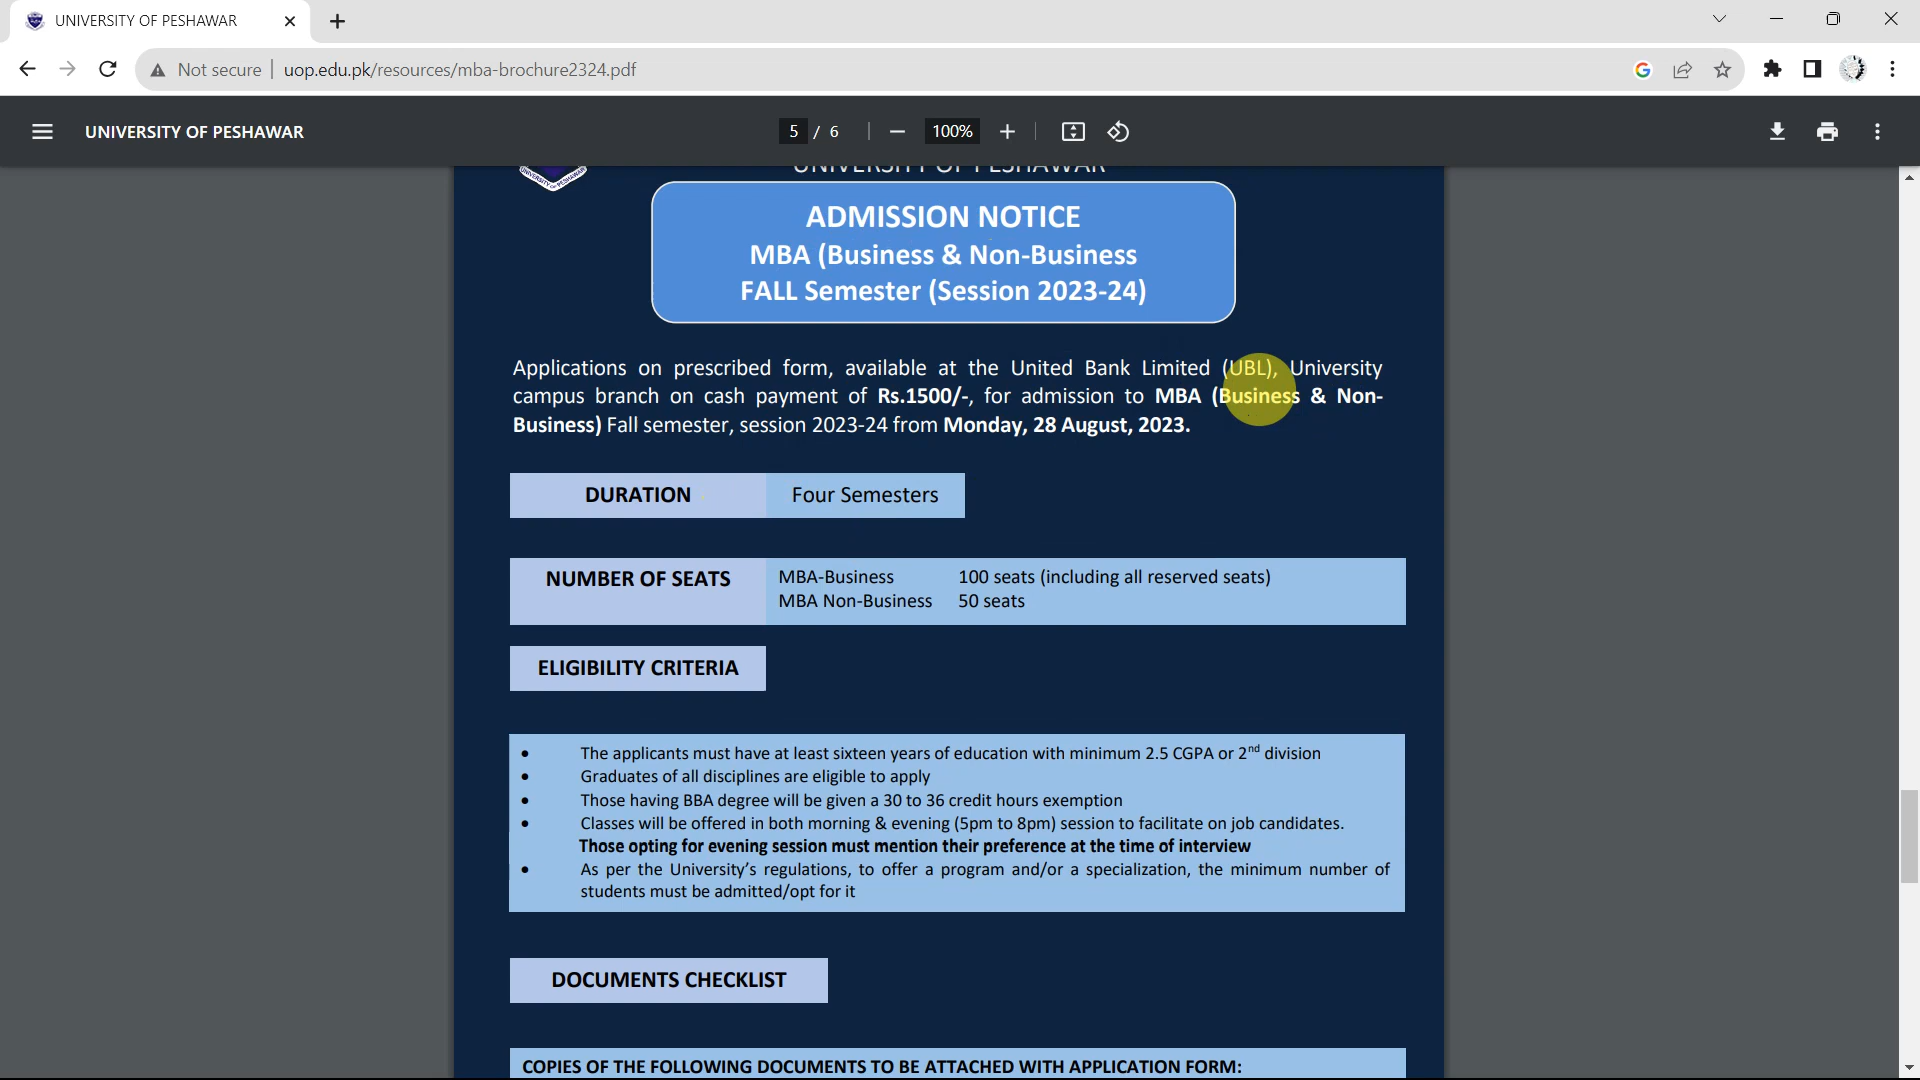 UNIVERSITY OF PESHAWAR
Not secure | uop.edu.pk/resources/mba-brochure2324.pdf
UNIVERSITY OF PESHAWAR 5 / 6 100%
UNIVERSITY OF PESHAWAR
UNIVERSITY OF PESHAWAR
ADMISSION NOTICE
MBA (Business & Non-Business
FALL Semester (Session 2023-24)
Applications on prescribed form, available at the United Bank Limited (UBL), University
campus branch on cash payment of Rs.1500/-, for admission to MBA (Business & Non-
Business) Fall semester, session 2023-24 from Monday, 28 August, 2023.
DURATION Four Semesters
NUMBER OF SEATS MBA-Business 100 seats (including all reserved seats)
MBA Non-Business 50 seats
ELIGIBILITY CRITERIA
• The applicants must have at least sixteen years of education with minimum 2.5 CGPA or 2nd division
• Graduates of all disciplines are eligible to apply
• Those having BBA degree will be given a 30 to 36 credit hours exemption
• Classes will be offered in both morning & evening (5pm to 8pm) session to facilitate on job candidates.
Those opting for evening session must mention their preference at the time of interview
• As per the University's regulations, to offer a program and/or a specialization, the minimum number of
students must be admitted/opt for it
DOCUMENTS CHECKLIST
COPIES OF THE FOLLOWING DOCUMENTS TO BE ATTACHED WITH APPLICATION FORM: